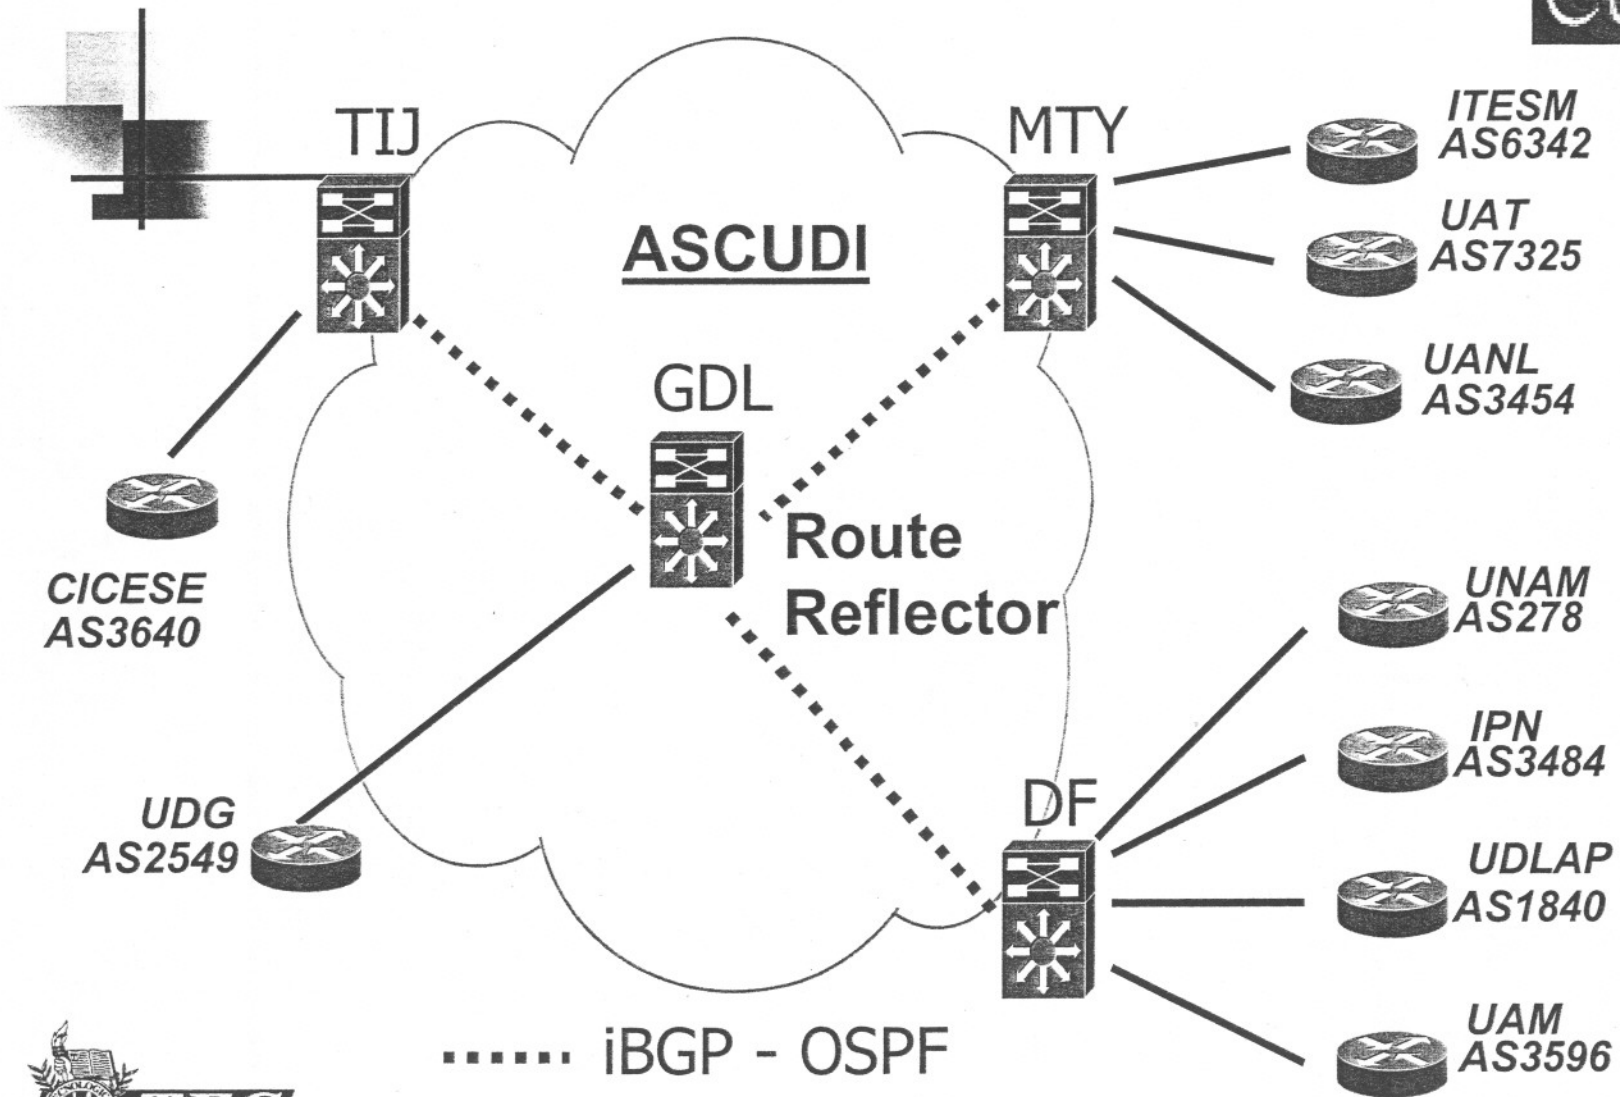 TIJ
MTY
ITESM
AS6342
ASCUDI
UAT
AS7325
GDL
UANL
AS3454
Route
Reflector
CICESE
AS3640
UNAM
AS278
IPN
AS3484
DF
UDG
AS2549
UDLAP
AS1840
UAM
AS3596
iBGP - OSPF